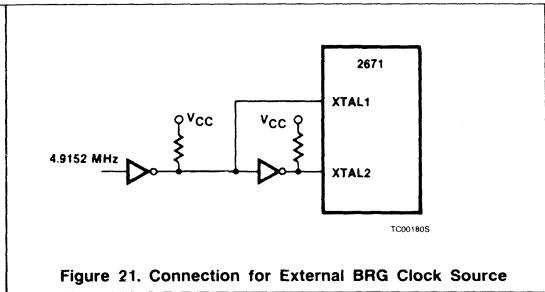 2671
XTAL1
VCC
VCC
4.9152 MHz
XTAL2
TC00180S
Figure 21. Connection for External BRG Clock Source